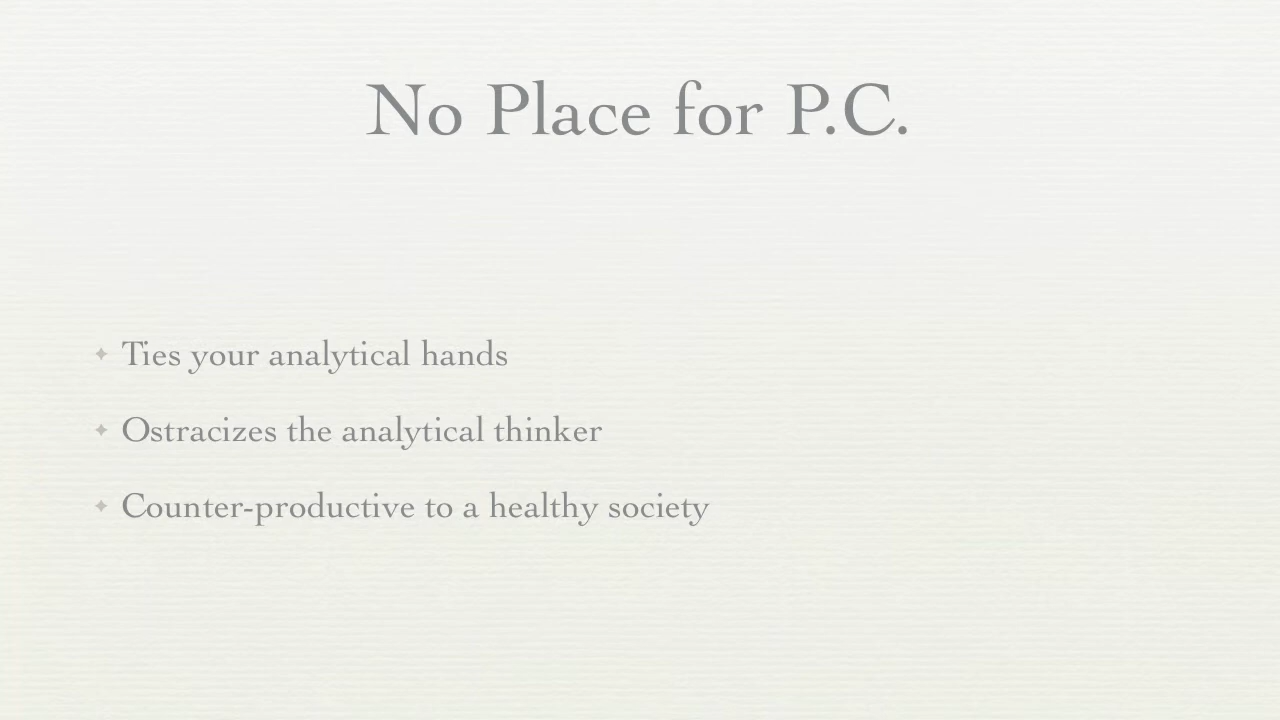 No Place for P.C.
Ties your analytical hands
Ostracizes the analytical thinker
Counter-productive to a healthy society